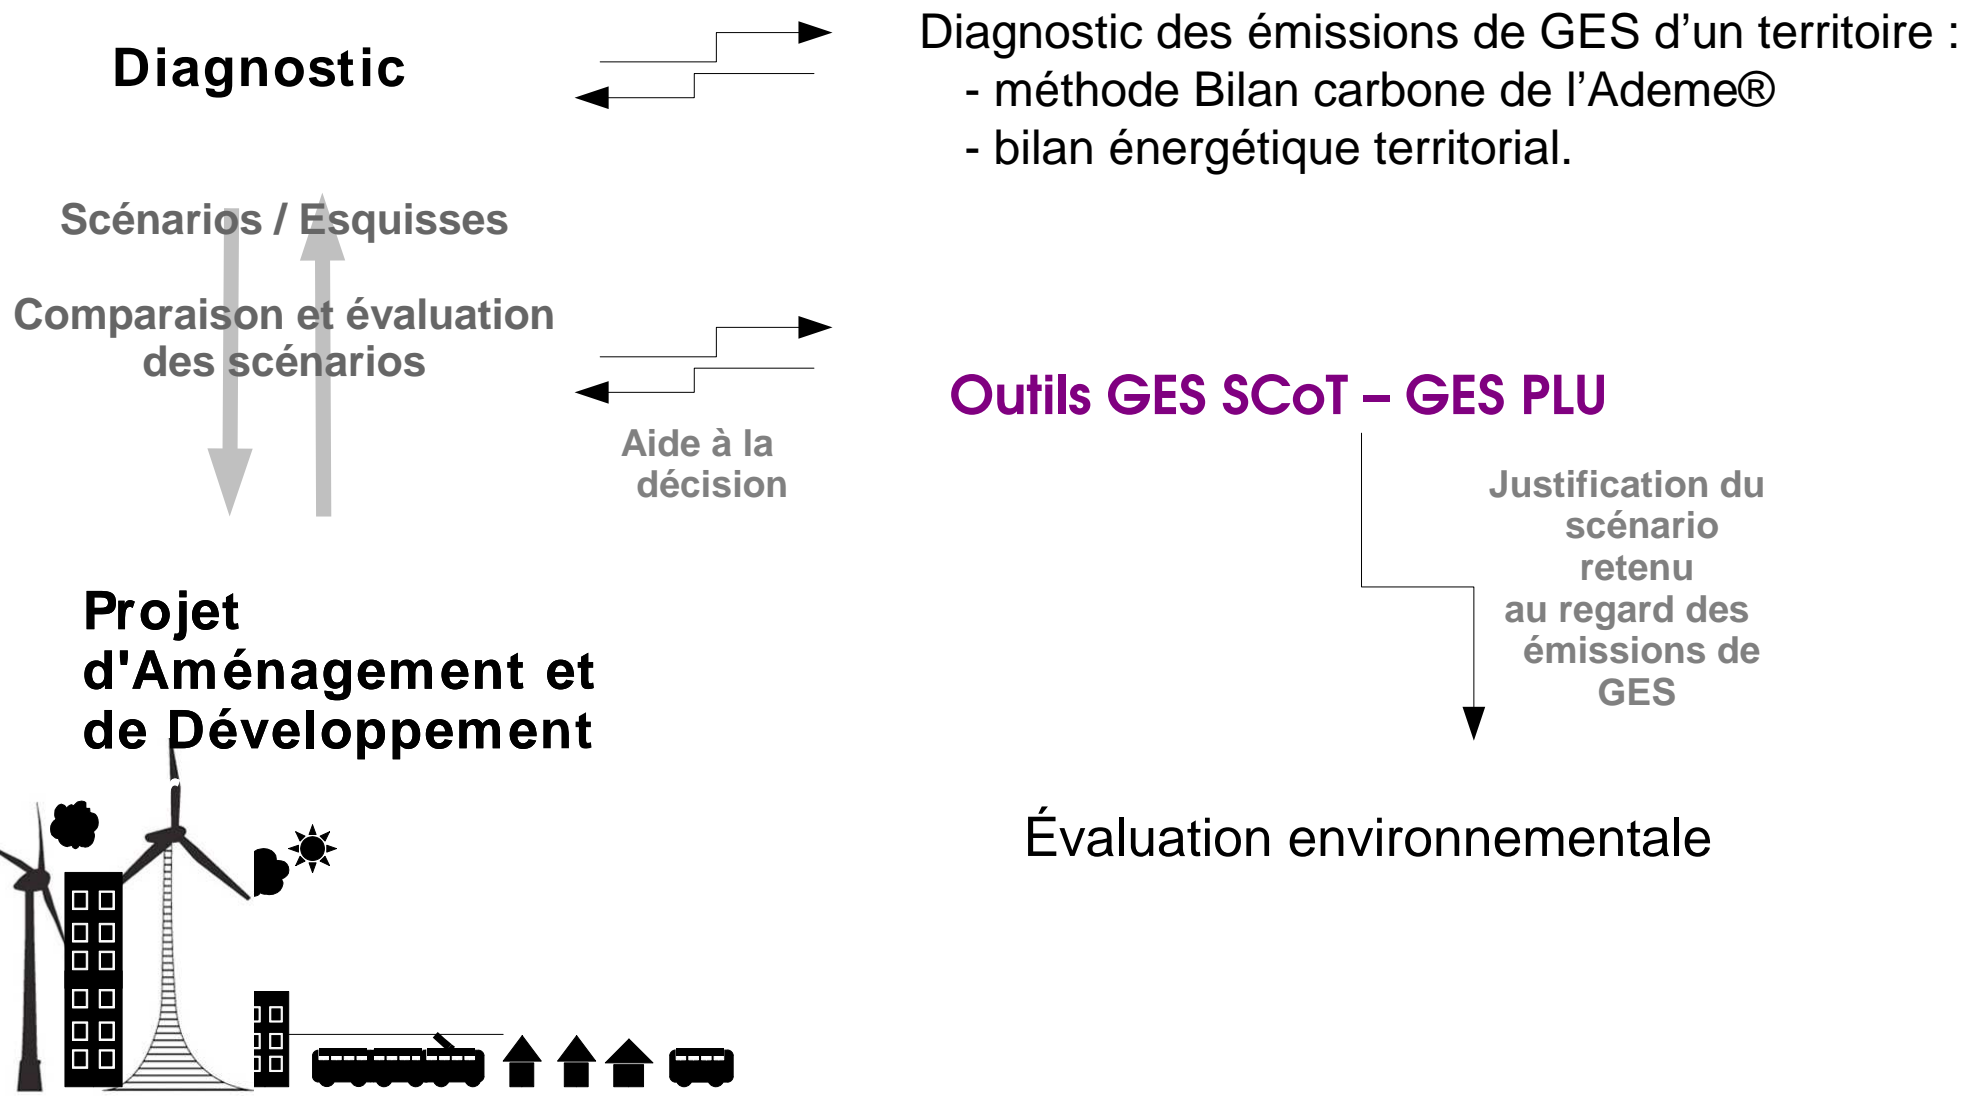 Diagnostic
Diagnostic des émissions de GES d’un territoire :
- méthode Bilan carbone de l’Ademe®
- bilan énergétique territorial.
Scénarios / Esquisses
Comparaison et évaluation
des scénarios
Aide à la
décision
Outils GES SCoT – GES PLU
Justification du
scénario
retenu
au regard des
émissions de
GES
Projet
d'Aménagement et
de Développement
Évaluation environnementale